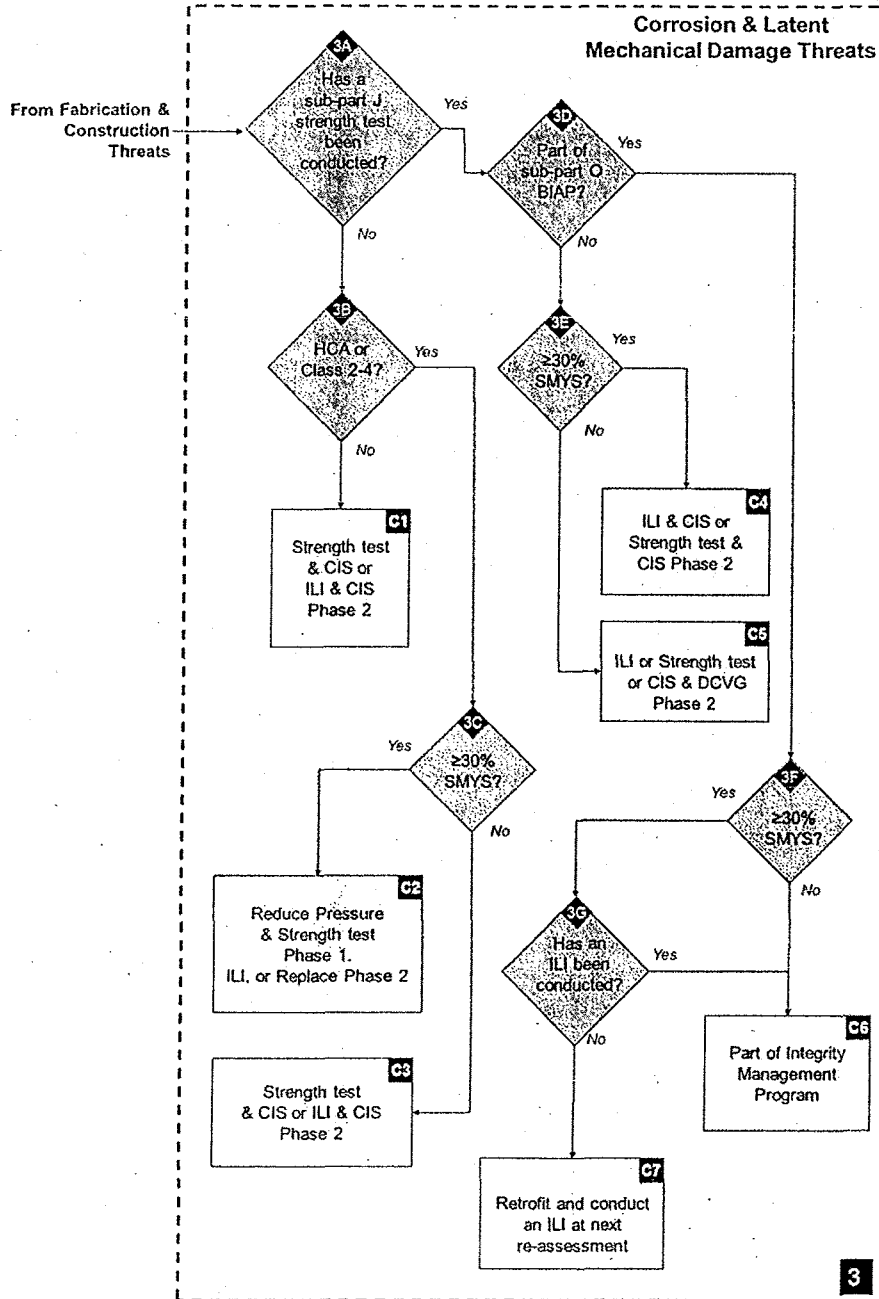 Corrosion & Latent
Mechanical Damage Threats
From Fabrication &
Construction
Threats
3A
Has a
sub-part J
strength test
been
conducted?
Yes
No
3D
Part of
sub-part O
BIAP?
Yes
No
3B
HCA or
Class 2-4?
Yes
No
3E
≥30%
SMYS?
Yes
No
C1
Strength test
& CIS or
ILI & CIS
Phase 2
C4
ILI & CIS or
Strength test &
CIS Phase 2
C5
ILI or Strength test
or CIS & DCVG
Phase 2
3C
≥30%
SMYS?
Yes
No
3F
≥30%
SMYS?
Yes
No
C2
Reduce Pressure
& Strength test
Phase 1.
ILI, or Replace Phase 2
3G
Has an
ILI been
conducted?
Yes
No
C6
Part of Integrity
Management
Program
C3
Strength test
& CIS or ILI & CIS
Phase 2
C7
Retrofit and conduct
an ILI at next
re-assessment
3